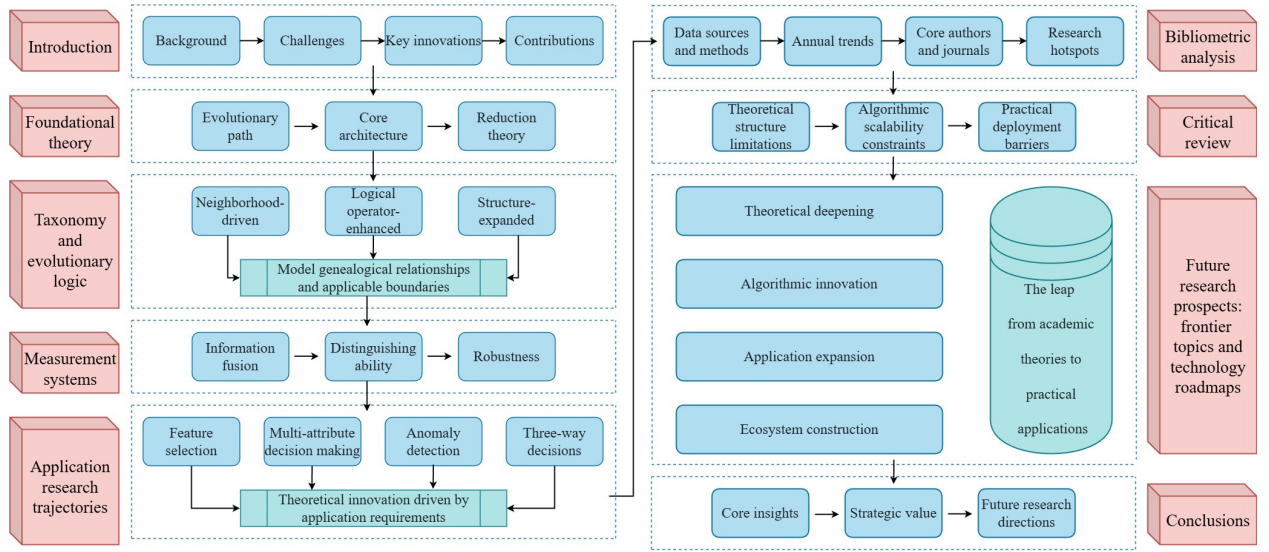 Introduction
Background
Challenges
Key innovations
Contributions
Foundational
theory
Evolutionary
path
Core
architecture
Reduction
theory
Taxonomy
and
evolutionary
logic
Neighborhood-
driven
Logical
operator-
enhanced
Structure-
expanded
Model genealogical relationships
and applicable boundaries
Measurement
systems
Information
fusion
Distinguishing
ability
Robustness
Application
research
trajectories
Feature
selection
Multi-attribute
decision making
Anomaly
detection
Three-way
decisions
Theoretical innovation driven by
application requirements
Data sources
and methods
Annual trends
Core authors
and journals
Research
hotspots
Bibliometric
analysis
Theoretical
structure
limitations
Algorithmic
scalability
constraints
Practical
deployment
barriers
Critical
review
Theoretical deepening
Algorithmic innovation
Application expansion
Ecosystem construction
The leap
from academic
theories to
practical
applications
Future
research
prospects:
frontier
topics and
technology
roadmaps
Core insights
Strategic value
Future research
directions
Conclusions